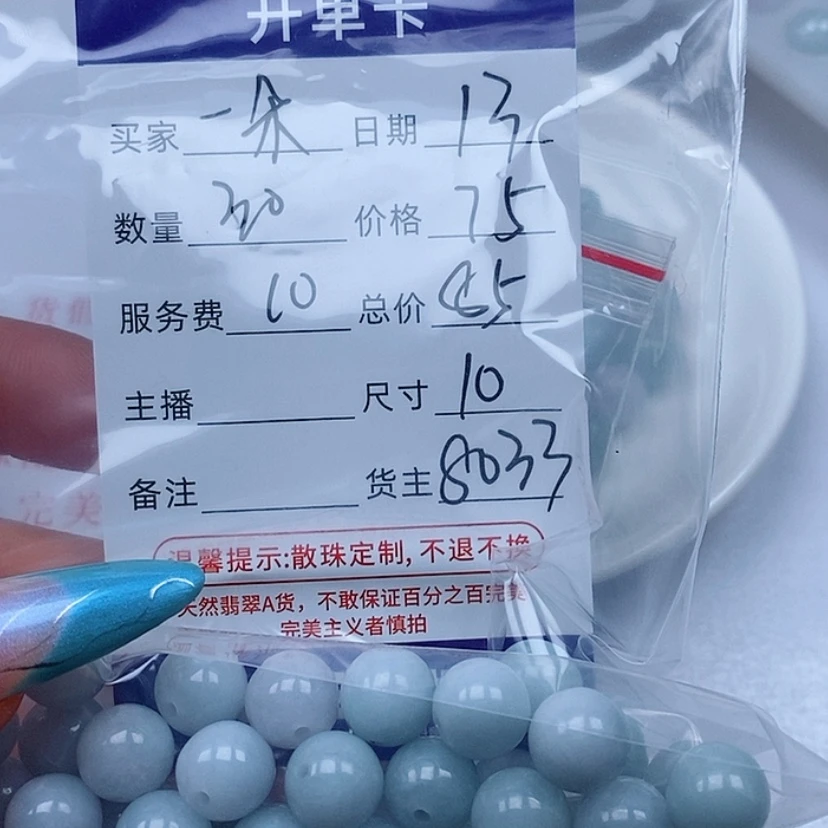 开单卡
买家 一朵 日期 13
数量 30 价格 75
服务费 10 总价 85
主播 尺寸 10
备注 货主 8033
温馨提示:散珠定制,不退不换
天然翡翠A货，不敢保证百分之百完美
完美主义者慎拍